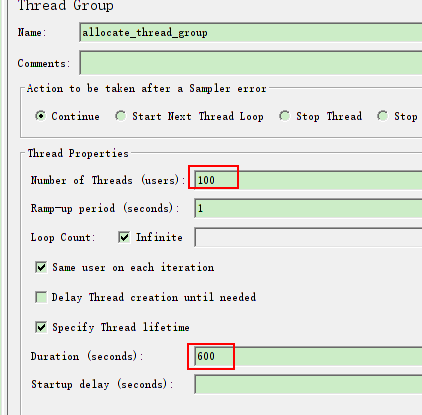 Thread Group
Name: allocate_thread_group
Comments:
Action to be taken after a Sampler error
Continue Start Next Thread Loop Stop Thread Stop
Thread Properties
Number of Threads (users): 100
Ramp-up period (seconds): 1
Loop Count: Infinite
Same user on each iteration
Delay Thread creation until needed
Specify Thread lifetime
Duration (seconds): 600
Startup delay (seconds):